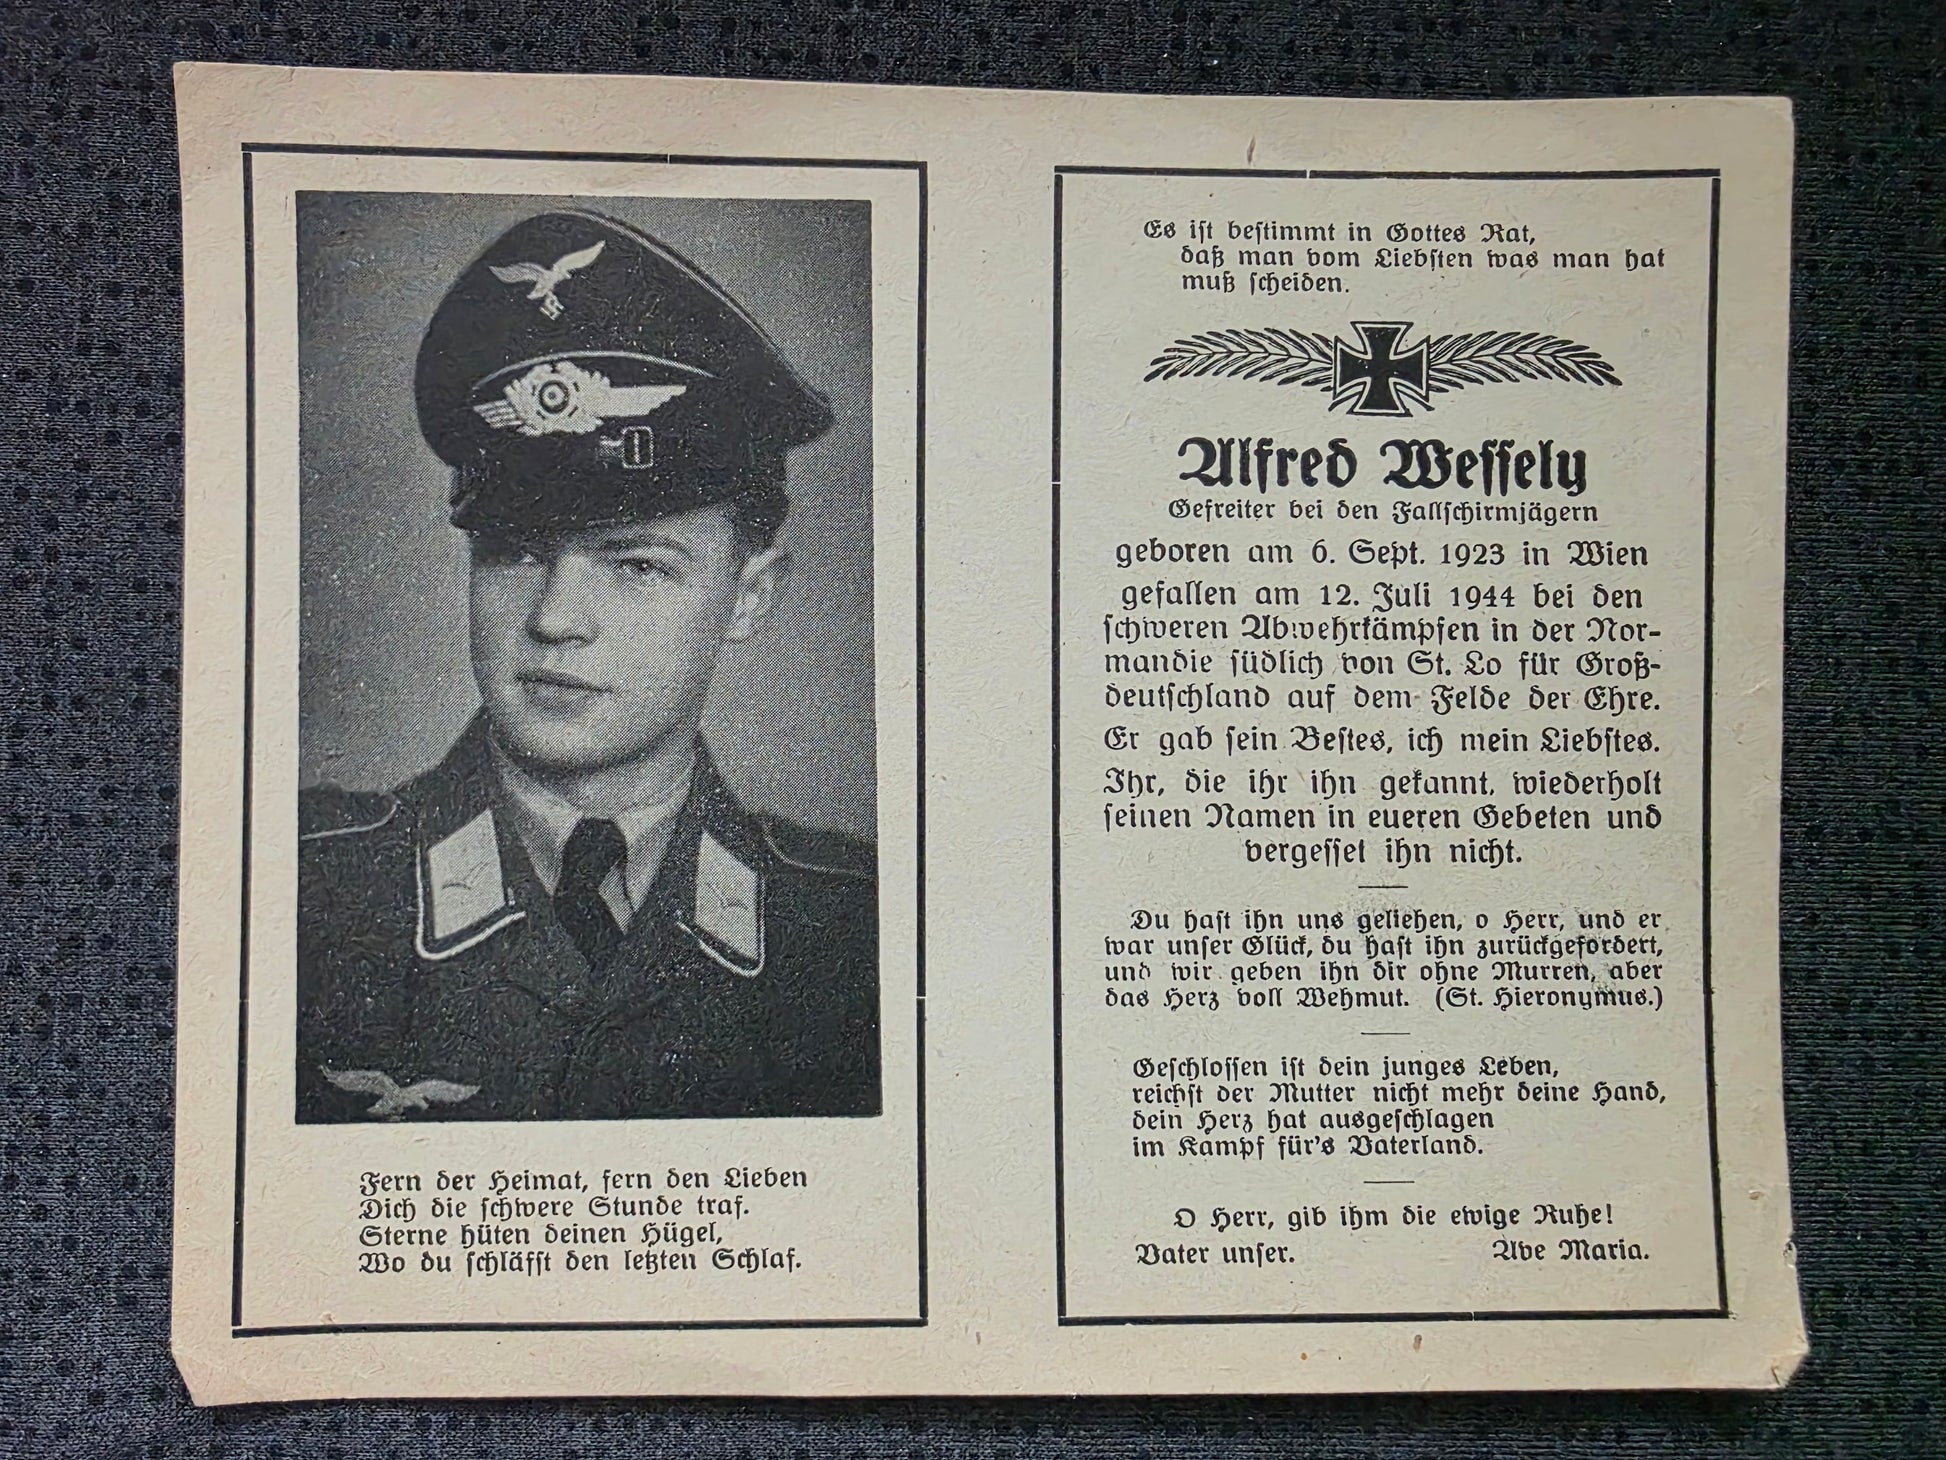 Fern der Heimat, fern den Lieben
Dich die schwere Stunde traf.
Sterne hüten deinen Hügel,
Wo du schläfst den letzten Schlaf.
Es ist bestimmt in Gottes Rat,
daß man vom Liebsten was man hat
muß scheiden.
Alfred Wessely
Gefreiter bei den Fallschirmjägern
geboren am 6. Sept. 1923 in Wien
gefallen am 12. Juli 1944 bei den
schweren Abwehrkämpfen in der Nor-
mandie südlich von St. Lo für Groß-
deutschland auf dem Felde der Ehre.
Er gab sein Bestes, ich mein Liebstes.
Ihr, die ihr ihn gekannt, wiederholt
seinen Namen in eueren Gebeten und
vergesset ihn nicht.
Du hast ihn uns geliehen, o Herr, und er
war unser Glück, du hast ihn zurückgefordert,
und wir geben ihn dir ohne Murren, aber
das Herz voll Wehmut. (St. Hieronymus.)
Geschlossen ist dein junges Leben,
reichst der Mutter nicht mehr deine Hand,
dein Herz hat ausgeschlagen
im Kampf für's Vaterland.
O Herr, gib ihm die ewige Ruhe!
Vater unser. Ave Maria.